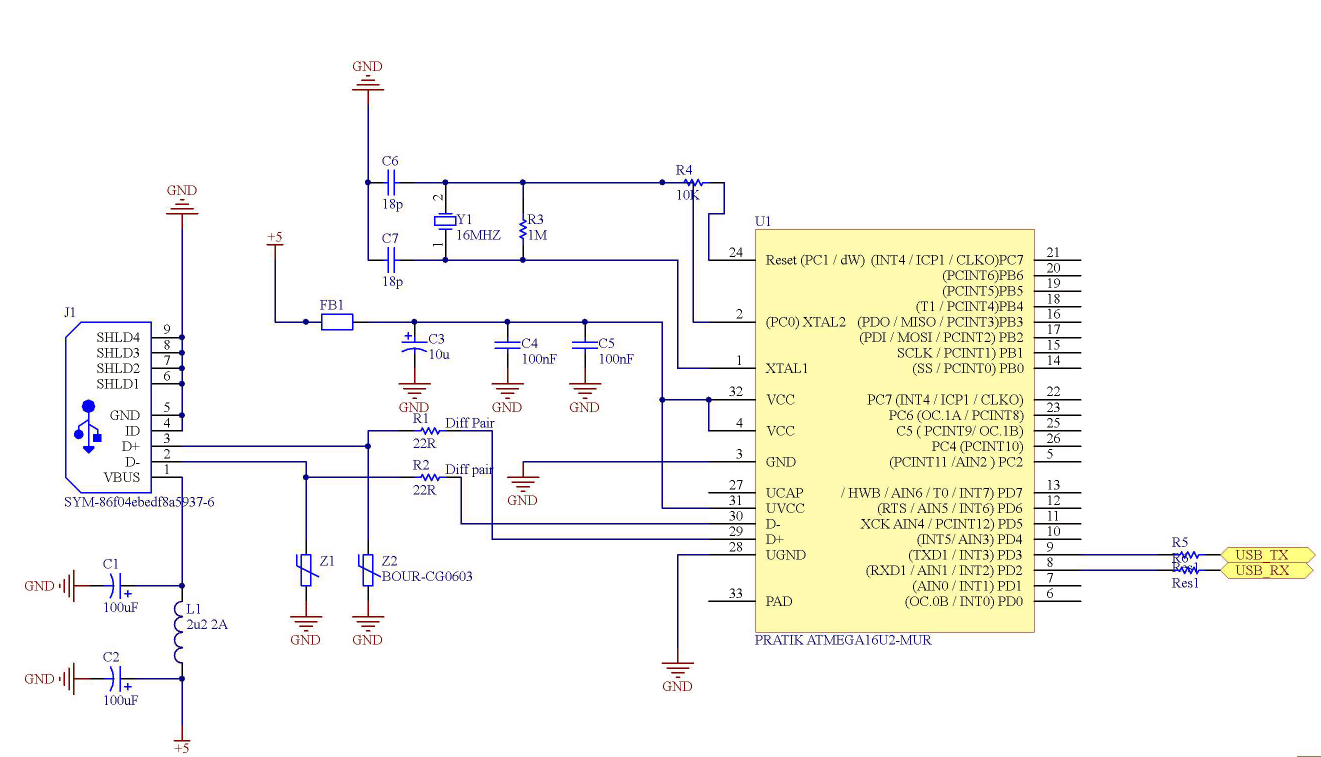 GND
C6
18p
2
Y1
16MHZ
1
R3
1M
R4
10K
C7
18p
GND
+5
FB1
C3
+
10u
C4
100nF
C5
100nF
GND
GND
GND
J1
SHLD4 9
SHLD3 8
SHLD2 7
SHLD1 6
GND 5
ID 4
D+ 3
D- 2
VBUS 1
SYM-86f04ebedf8a5937-6
R1
22R
Diff Pair
R2
22R
Diff pair
GND
Z1
Z2
BOUR-CG0603
GND
GND
C1
GND
+
100uF
L1
2u2 2A
C2
GND
+
100uF
+5
GND
U1
24 Reset (PC1 / dW) (INT4 / ICP1 / CLKO)PC7 21
(PCINT6)PB6 20
(PCINT5)PB5 19
(T1 / PCINT4)PB4 18
2 (PC0) XTAL2 (PDO / MISO / PCINT3)PB3 16
(PDI / MOSI / PCINT2) PB2 17
SCLK / PCINT1) PB1 15
1 XTAL1 (SS / PCINT0) PB0 14
32 VCC PC7 (INT4 / ICP1 / CLKO) 22
PC6 (OC.1A / PCINT8) 23
4 VCC C5 ( PCINT9/ OC.1B) 25
PC4 (PCINT10) 26
3 GND (PCINT11 /AIN2 ) PC2 5
27 UCAP / HWB / AIN6 / T0 / INT7) PD7 13
31 UVCC (RTS / AIN5 / INT6) PD6 12
30 D- XCK AIN4 / PCINT12) PD5 11
29 D+ (INT5/ AIN3) PD4 10
28 UGND (TXD1 / INT3) PD3 9
(RXD1 / AIN1 / INT2) PD2 8
(AIN0 / INT1) PD1 7
33 PAD (OC.0B / INT0) PD0 6
PRATIK ATMEGA16U2-MUR
R5
R6
Res1
Res1
USB_TX
USB_RX